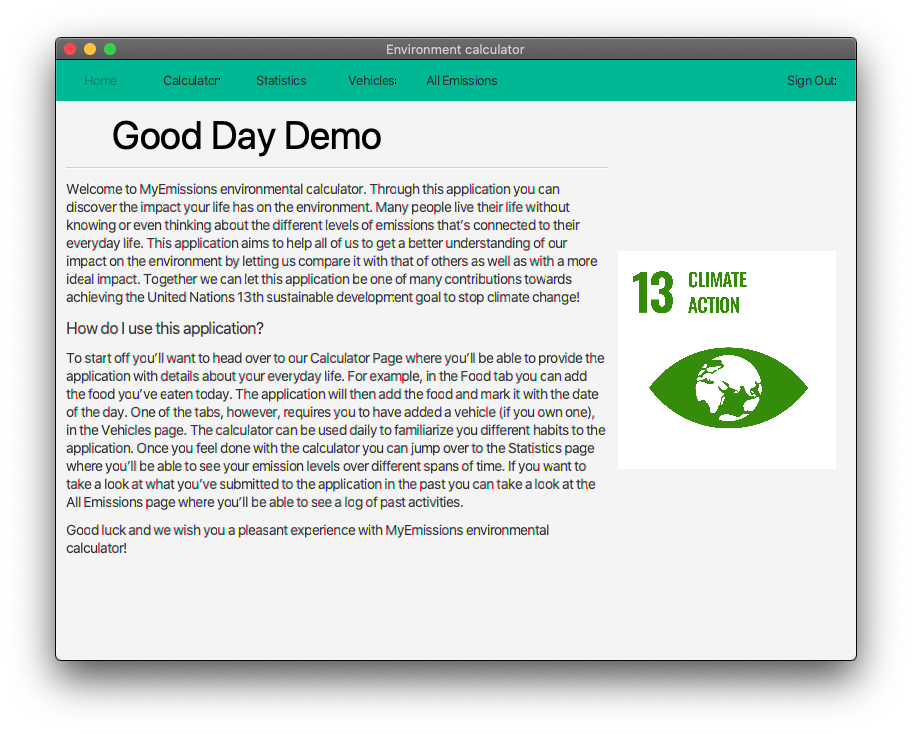 Environment calculator
Home Calculator Statistics Vehicles All Emissions Sign Out
Good Day Demo
Welcome to MyEmissions environmental calculator. Through this application you can
discover the impact your life has on the environment. Many people live their life without
knowing or even thinking about the different levels of emissions that's connected to their
everyday life. This application aims to help all of us to get a better understanding of our
impact on the environment by letting us compare it with that of others as well as with a more
ideal impact. Together we can let this application be one of many contributions towards
achieving the United Nations 13th sustainable development goal to stop climate change!
13 CLIMATE
ACTION
How do I use this application?
To start off you'll want to head over to our Calculator Page where you'll be able to provide the
application with details about your everyday life. For example, in the Food tab you can add
the food you've eaten today. The application will then add the food and mark it with the date
of the day. One of the tabs, however, requires you to have added a vehicle (if you own one),
in the Vehicles page. The calculator can be used daily to familiarize you different habits to the
application. Once you feel done with the calculator you can jump over to the Statistics page
where you'll be able to see your emission levels over different spans of time. If you want to
take a look at what you've submitted to the application in the past you can take a look at the
All Emissions page where you'll be able to see a log of past activities.
Good luck and we wish you a pleasant experience with MyEmissions environmental
calculator!